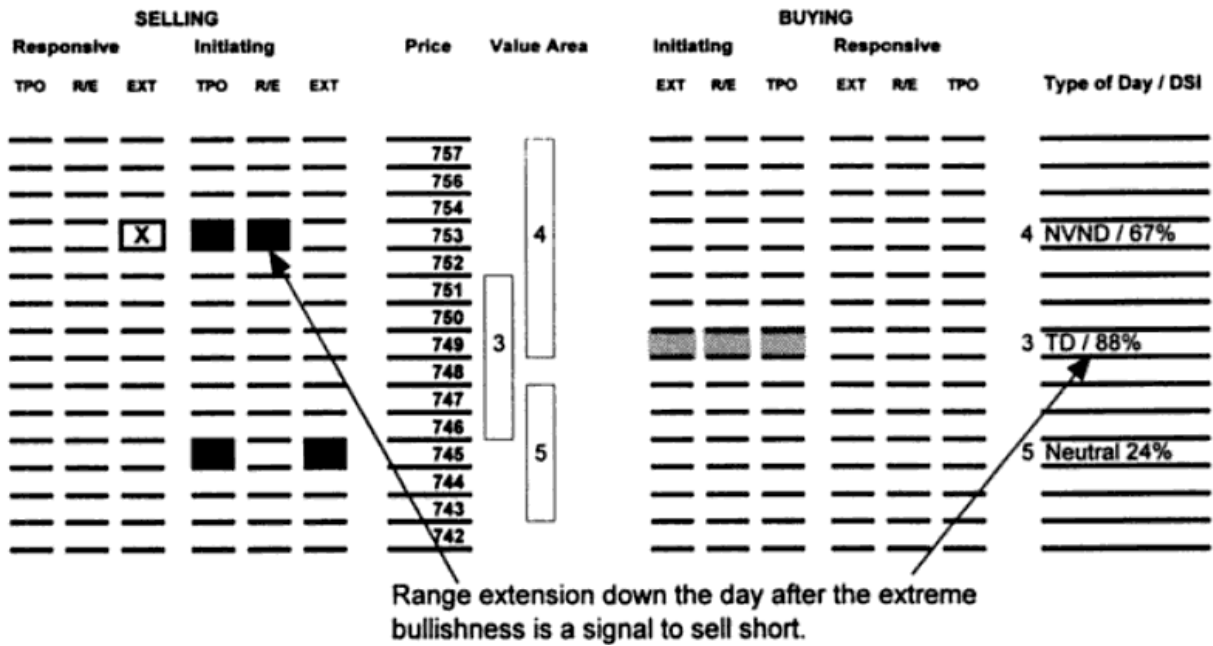 SELLING BUYING
Responsive Initiating Price Value Area Initiating Responsive
TPO R/E EXT TPO R/E EXT EXT R/E TPO EXT R/E TPO Type of Day / DSI
757
756
754
X 753 4 4 NVND / 67%
752
751
750
749 3 3 TD / 88%
748
747
746
745 5 5 Neutral 24%
744
743
742
Range extension down the day after the extreme
bullishness is a signal to sell short.